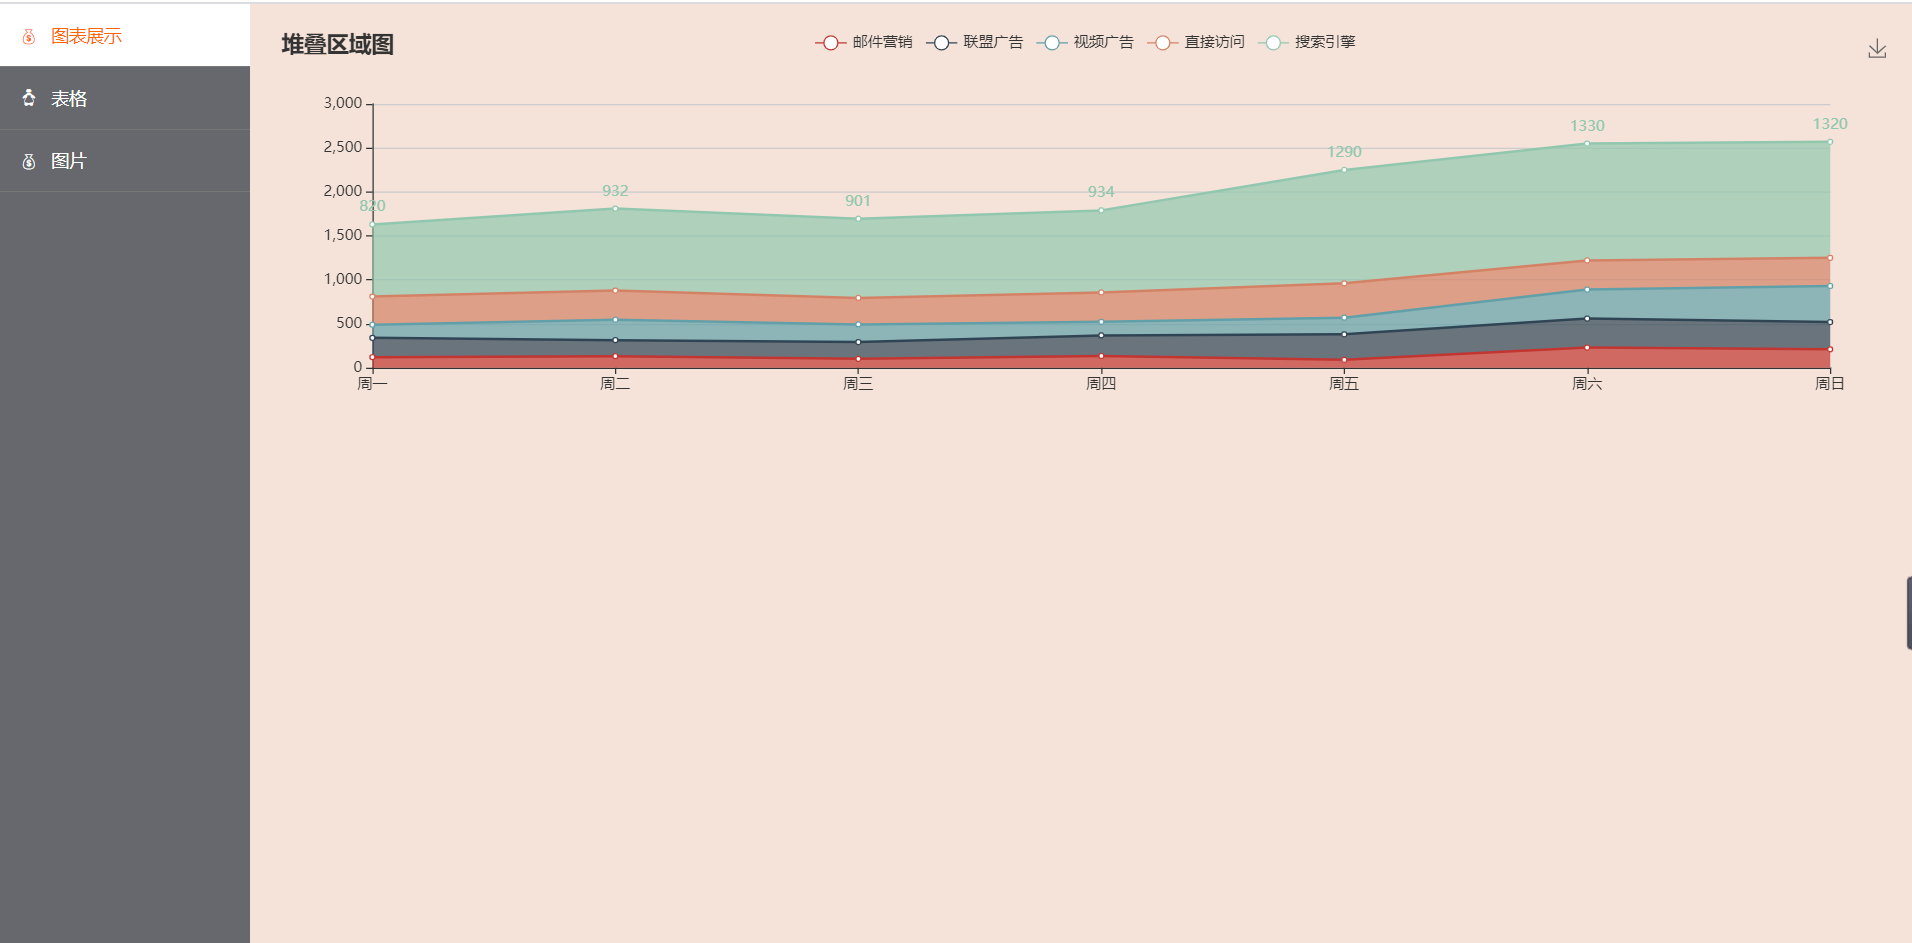 图表展示
表格
图片
堆叠区域图
邮件营销 联盟广告 视频广告 直接访问 搜索引擎
3,000
2,500
2,000
1,500
1,000
500
0
820 932 901 934 1290 1330 1320
周一 周二 周三 周四 周五 周六 周日